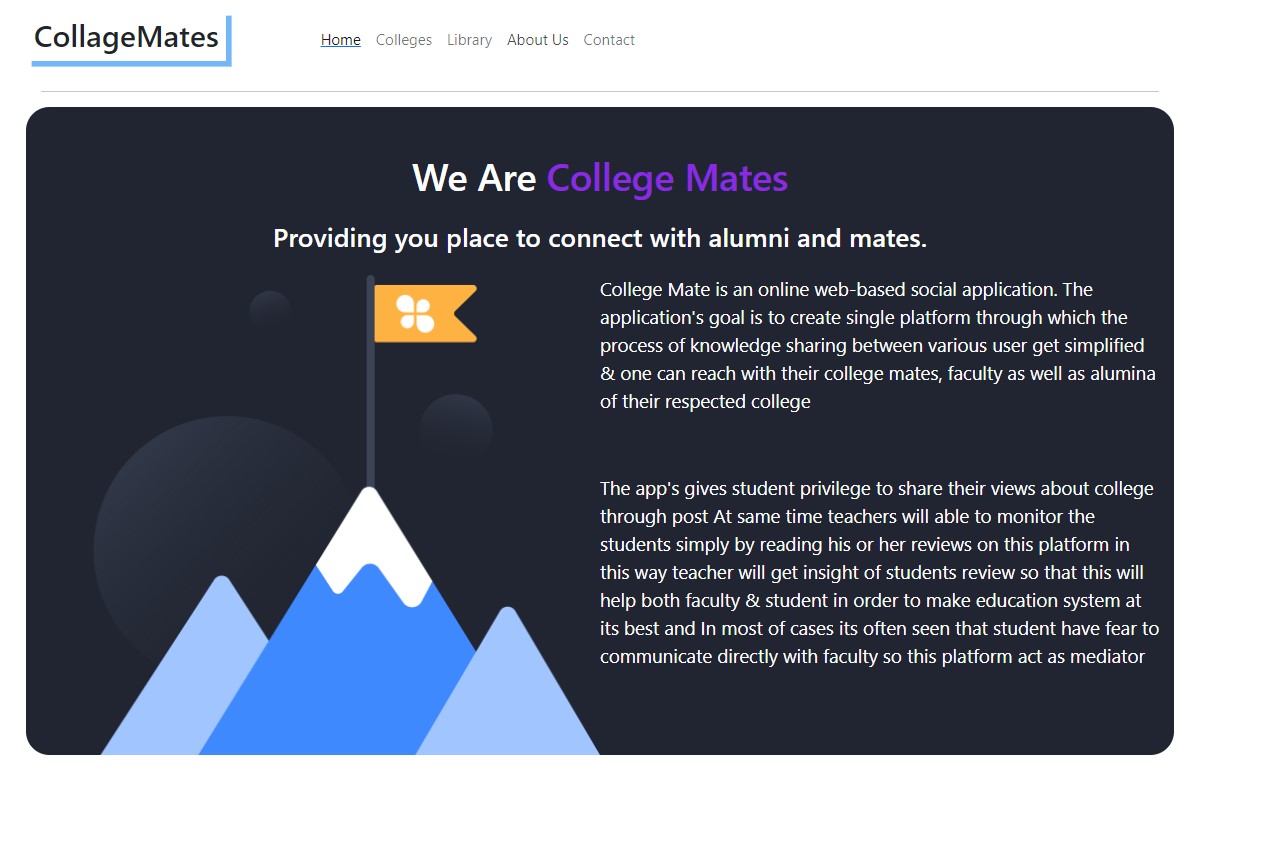 CollageMates
Home Colleges Library About Us Contact
We Are College Mates
Providing you place to connect with alumni and mates.
College Mate is an online web-based social application. The
application's goal is to create single platform through which the
process of knowledge sharing between various user get simplified
& one can reach with their college mates, faculty as well as alumina
of their respected college
The app's gives student privilege to share their views about college
through post At same time teachers will able to monitor the
students simply by reading his or her reviews on this platform in
this way teacher will get insight of students review so that this will
help both faculty & student in order to make education system at
its best and In most of cases its often seen that student have fear to
communicate directly with faculty so this platform act as mediator